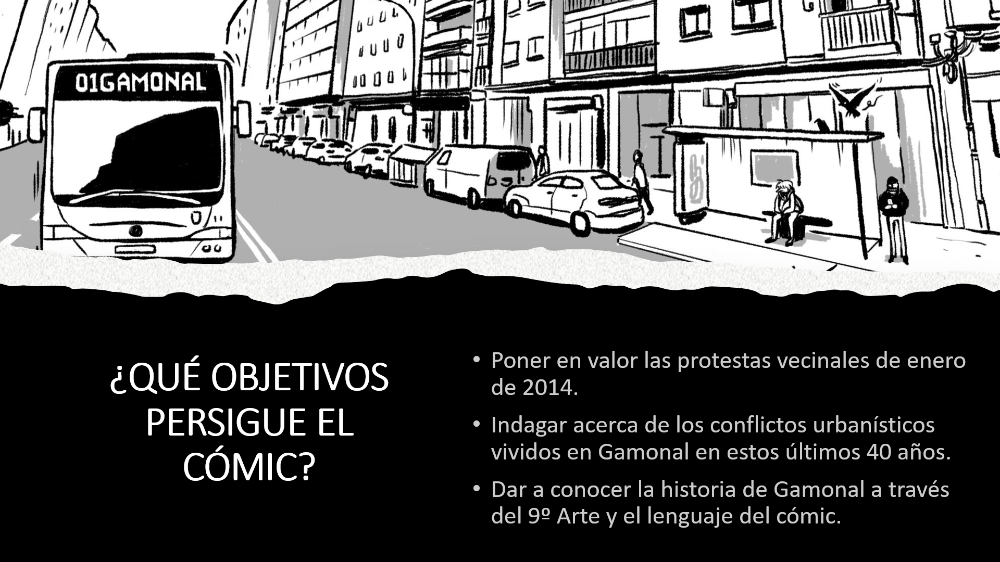 01GAMONAL
¿QUÉ OBJETIVOS
PERSIGUE EL
CÓMIC?
• Poner en valor las protestas vecinales de enero
de 2014.
• Indagar acerca de los conflictos urbanísticos
vividos en Gamonal en estos últimos 40 años.
• Dar a conocer la historia de Gamonal a través
del 9º Arte y el lenguaje del cómic.